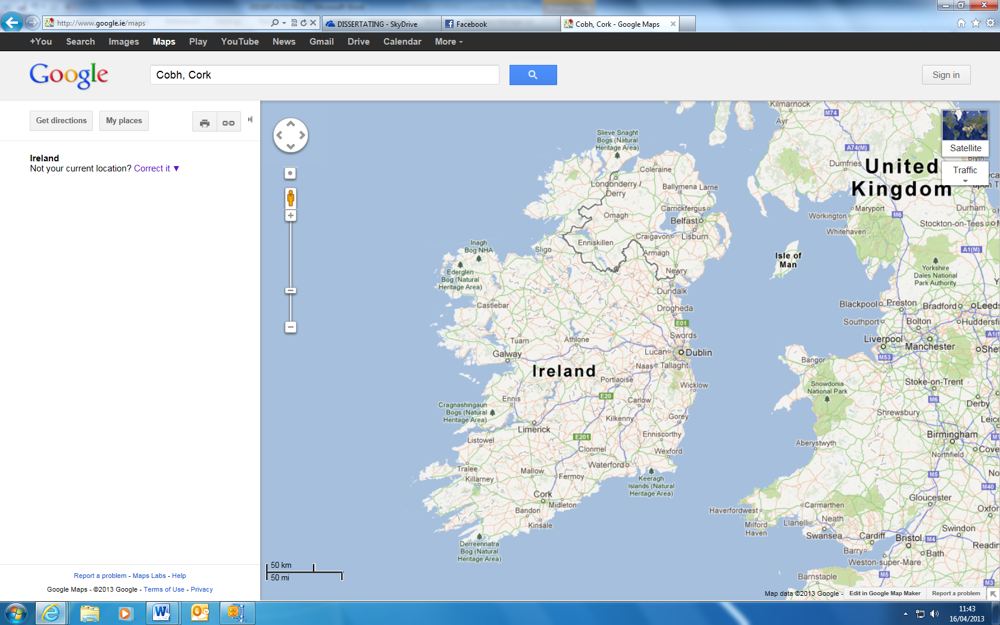 http://www.google.ie/maps
DISSERTATING - SkyDrive
Facebook
Cobh, Cork - Google Maps
+You Search Images Maps Play YouTube News Gmail Drive Calendar More
Google
Cobh, Cork
Sign in
Get directions
My places
Ireland
Not your current location? Correct it ▼
Report a problem - Maps Labs - Help
Google Maps - ©2013 Google - Terms of Use - Privacy
Satellite
Traffic
Kilmarnock
M74
Ayr
A74(M)
Dumfries
Blyth
United
Kingdom
upon T
Slieve Snaght
Bogs (Natural
Heritage Area)
Coleraine
Londonderry /
Derry
Ballymena
Larne
Omagh
Carrickfergus
Belfast
Enniskillen
Craigavon
Lisburn
Armagh
Newry
Sligo
Inagh
Bog NHA
Ederglen
Bog (Natural
Heritage Area)
Castlebar
Dundalk
Drogheda
E01
Swords
Tuam
Athlone
Galway
Lucan
Dublin
Naas
Tallaght
Ireland
Portlaoise
Wicklow
E20
Ennis
Carlow
Cragnashingaun
Bogs (Natural
Heritage Area)
Kilkenny
Gorey
Limerick
E201
Enniscorthy
Listowel
Clonmel
Wexford
Waterford
Tralee
Mallow
Killarney
Fermoy
Keeragh
Islands (Natural
Heritage Area)
Cork
Midleton
Bandon
Kinsale
Derreennatra
Bog (Natural
Heritage Area)
Isle of
Man
Maryport
Workington
M6
Whitehaven
Durham
Stockton-on-Tees
A1(M)
Yorkshire
Dales National
Park Authority
Blackpool
Preston
Bradford
Leeds
Southport
Bolton
Huddersfi
Liverpool
Manchester
A1(
M53
She
Bangor
Stoke-on-Trent
Snowdonia
National Park
M6
Derby
Shrewsbury
Leice
Birmingham
M1
Aberystwyth
Northfield
Cove
M5
No
M40
Gloucester
Oxfo
Haverfordwest
Carmarthen
Milford
Haven
Llanelli
Neath
Swansea
Cardiff
Bristol
M4
Swindon
Readin
Barry
Bath
Weston-super-Mare
M5
Barnstaple
M3
50 km
50 mi
Map data ©2013 Google -
Edit in Google Map Maker
Report a problem
11:43
16/04/2013